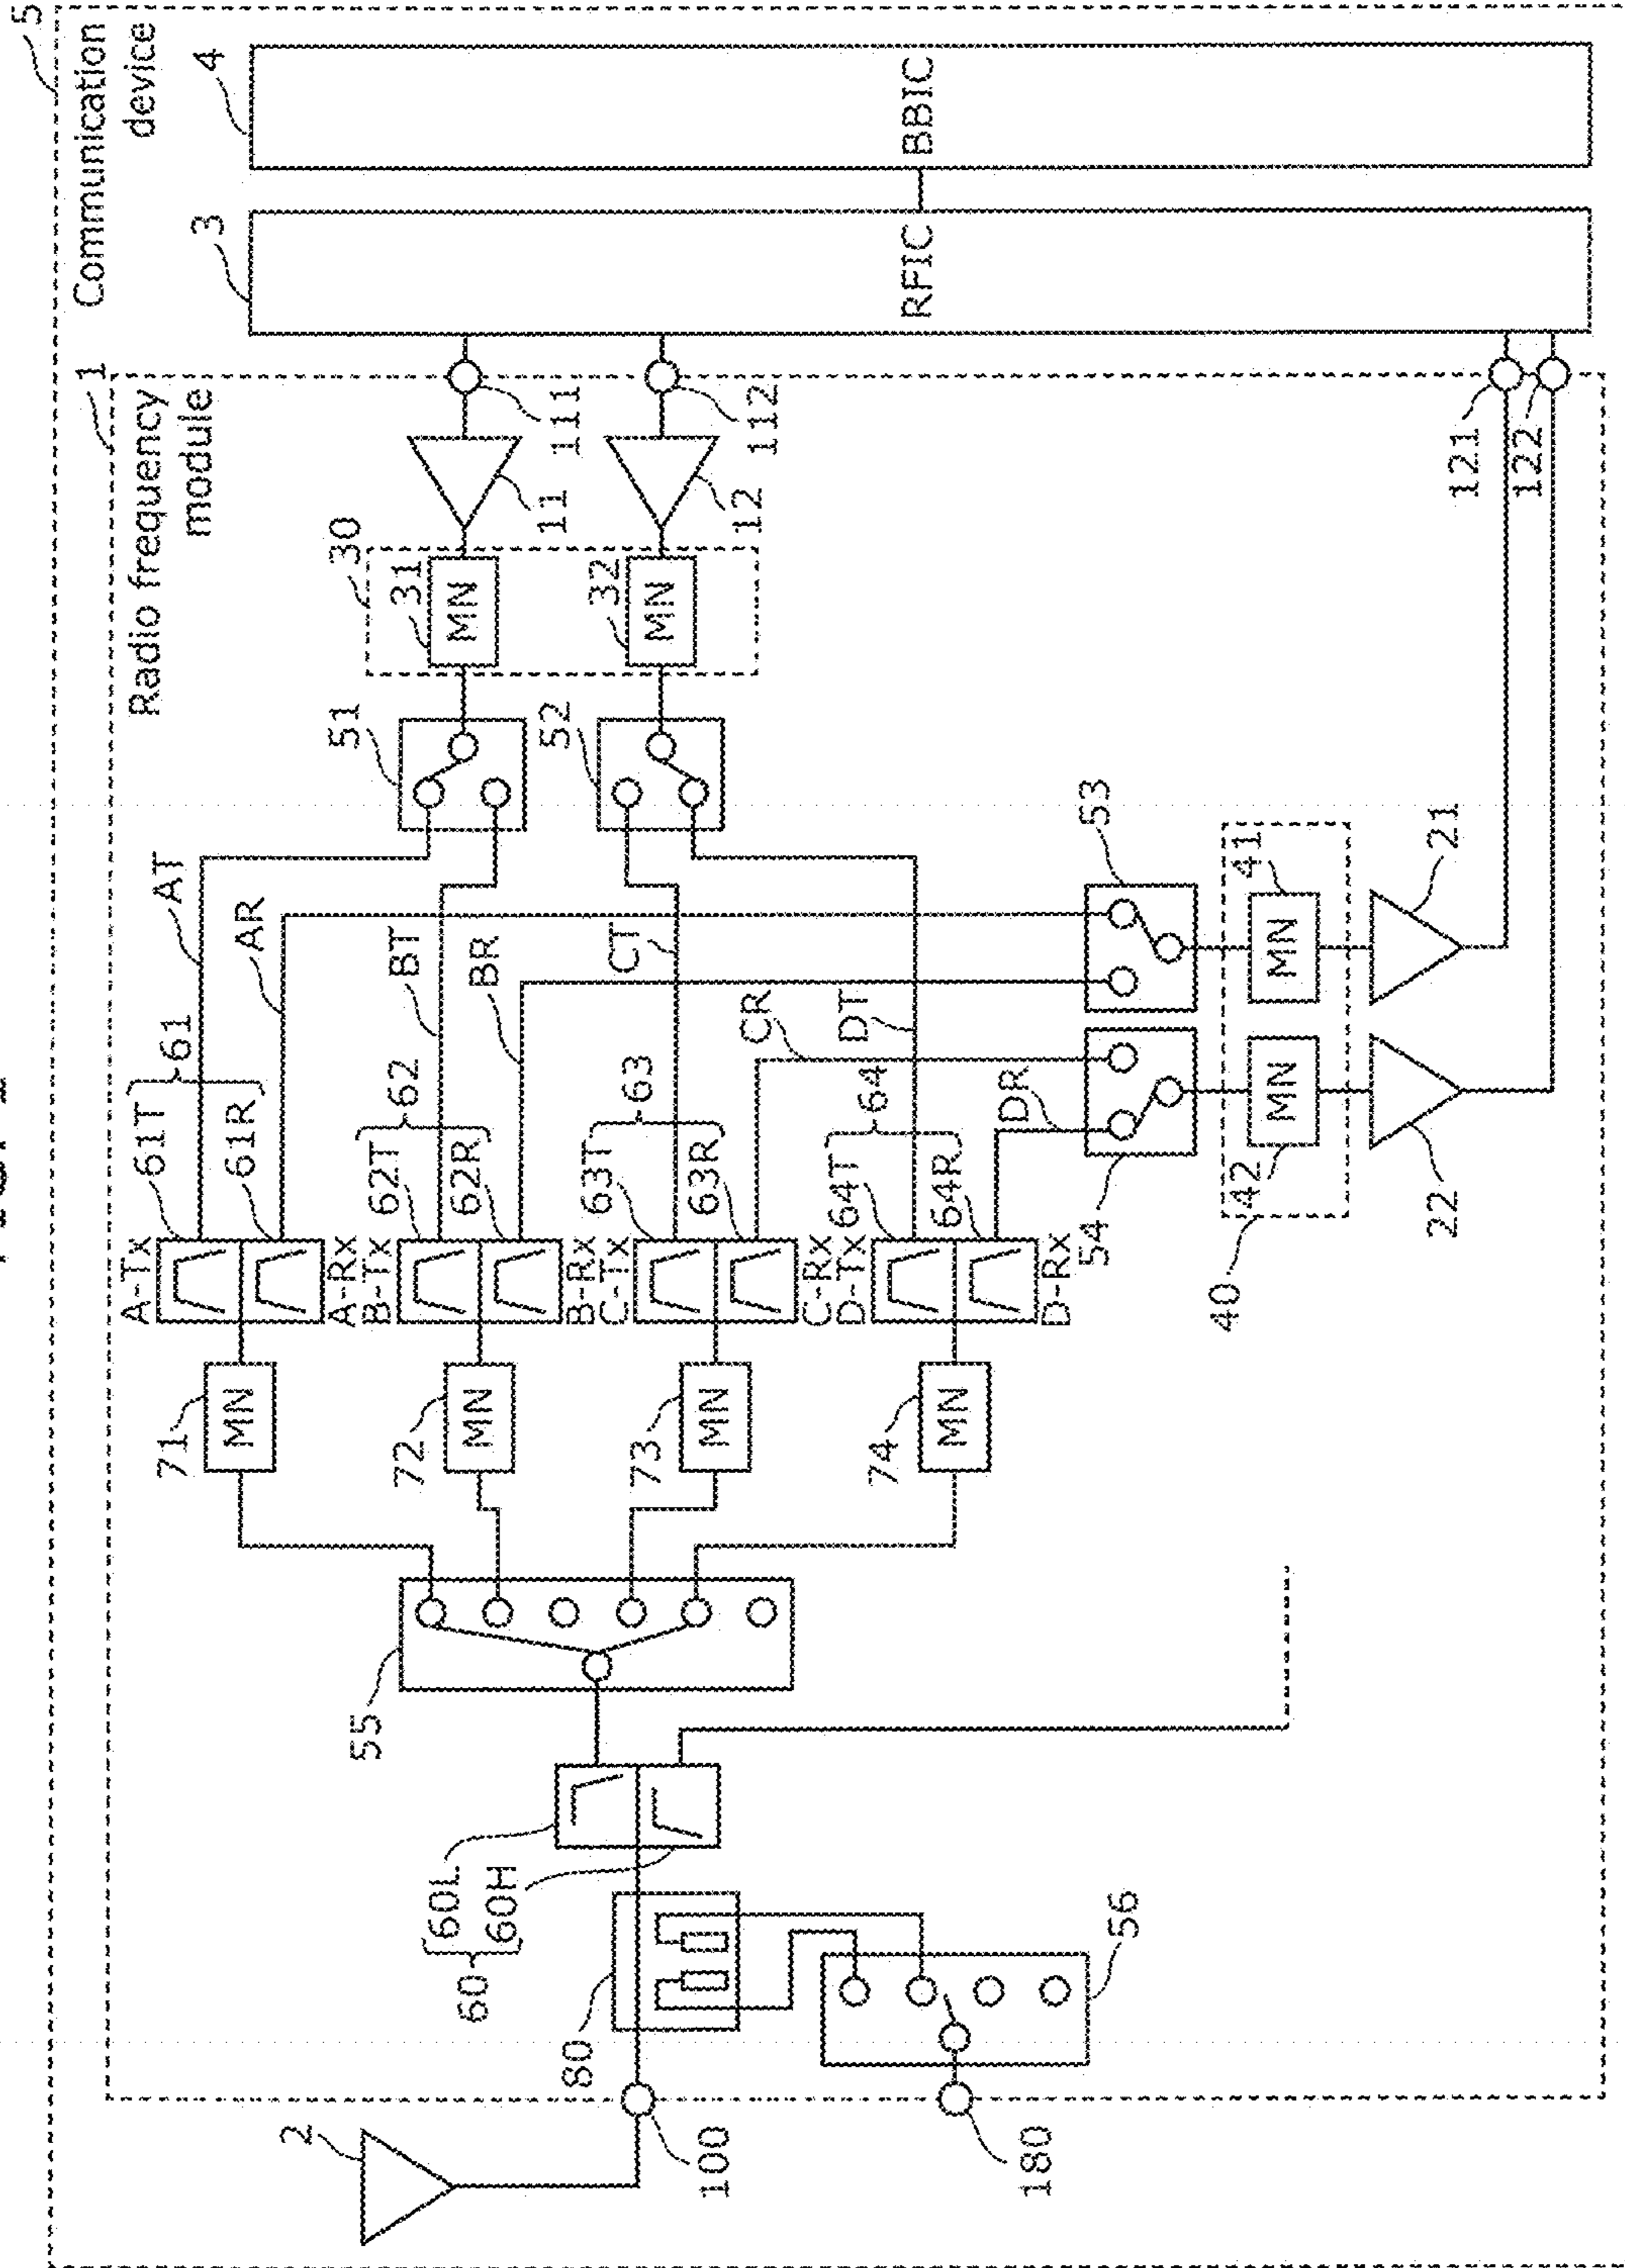 5
Communication
device
4
BBIC
3
RFIC
1
Radio frequency
module
111
112
121
122
11
12
30
31
MN
32
MN
51
52
53
54
41
MN
42
MN
40
21
22
AT
AR
BT
BR
CT
CR
DT
DR
61
61T
61R
62
62T
62R
63
63T
63R
64
64T
64R
A-Tx
A-Rx
B-Tx
B-Rx
C-Tx
C-Rx
D-Tx
D-Rx
71
MN
72
MN
73
MN
74
MN
55
60L
60H
60
80
56
2
100
180